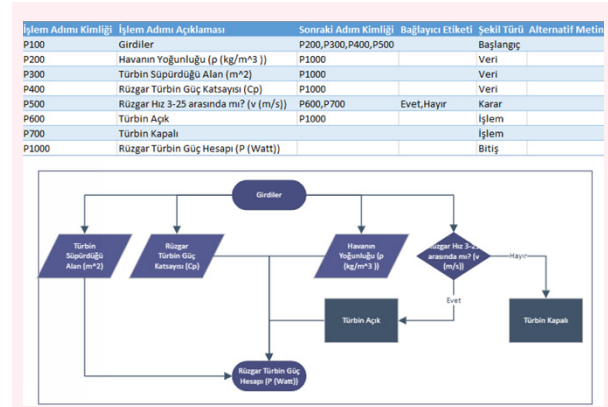 İşlem Adımı Kimliği İşlem Adımı Açıklaması Sonraki Adım Kimliği Bağlayıcı Etiketi Şekil Türü Alternatif Metin
P100 Girdiler P200,P300,P400,P500 Başlangıç
P200 Havanın Yoğunluğu (ρ (kg/m^3 )) P1000 Veri
P300 Türbin Süpürdüğü Alan (m^2) P1000 Veri
P400 Rüzgar Türbin Güç Katsayısı (Cp) P1000 Veri
P500 Rüzgar Hız 3-25 arasında mı? (v (m/s)) P600,P700 Evet,Hayır Karar
P600 Türbin Açık P1000 İşlem
P700 Türbin Kapalı İşlem
P1000 Rüzgar Türbin Güç Hesapı (P (Watt)) Bitiş
Girdiler
Türbin
Süpürdüğü
Alan (m^2)
Rüzgar
Türbin Güç
Katsayısı (Cp)
Havanın
Yoğunluğu (ρ
(kg/m^3 ))
Rüzgar Hız 3-25
arasında mı? (v
(m/s))
Hayır
Evet
Türbin Açık
Türbin Kapalı
Rüzgar Türbin Güç
Hesapı (P (Watt))